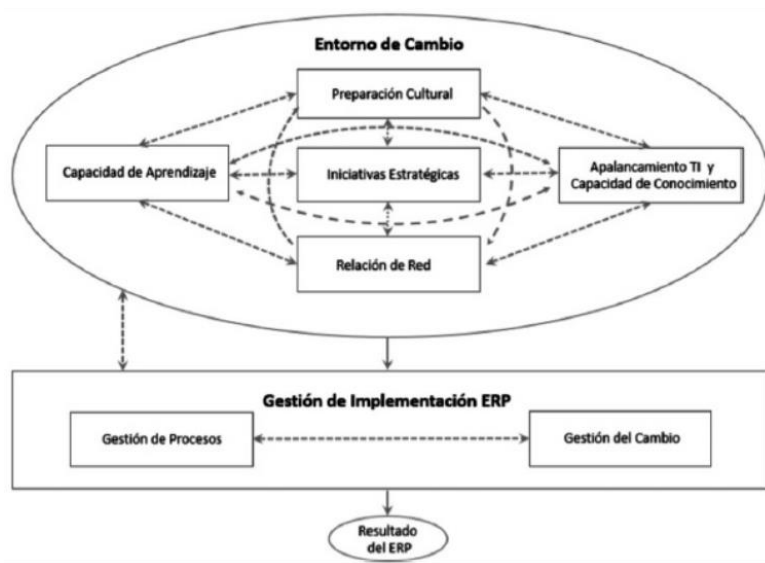 Entorno de Cambio
Preparación Cultural
Capacidad de Aprendizaje
Iniciativas Estratégicas
Apalancamiento TI y
Capacidad de Conocimiento
Relación de Red
Gestión de Implementación ERP
Gestión de Procesos
Gestión del Cambio
Resultado
del ERP